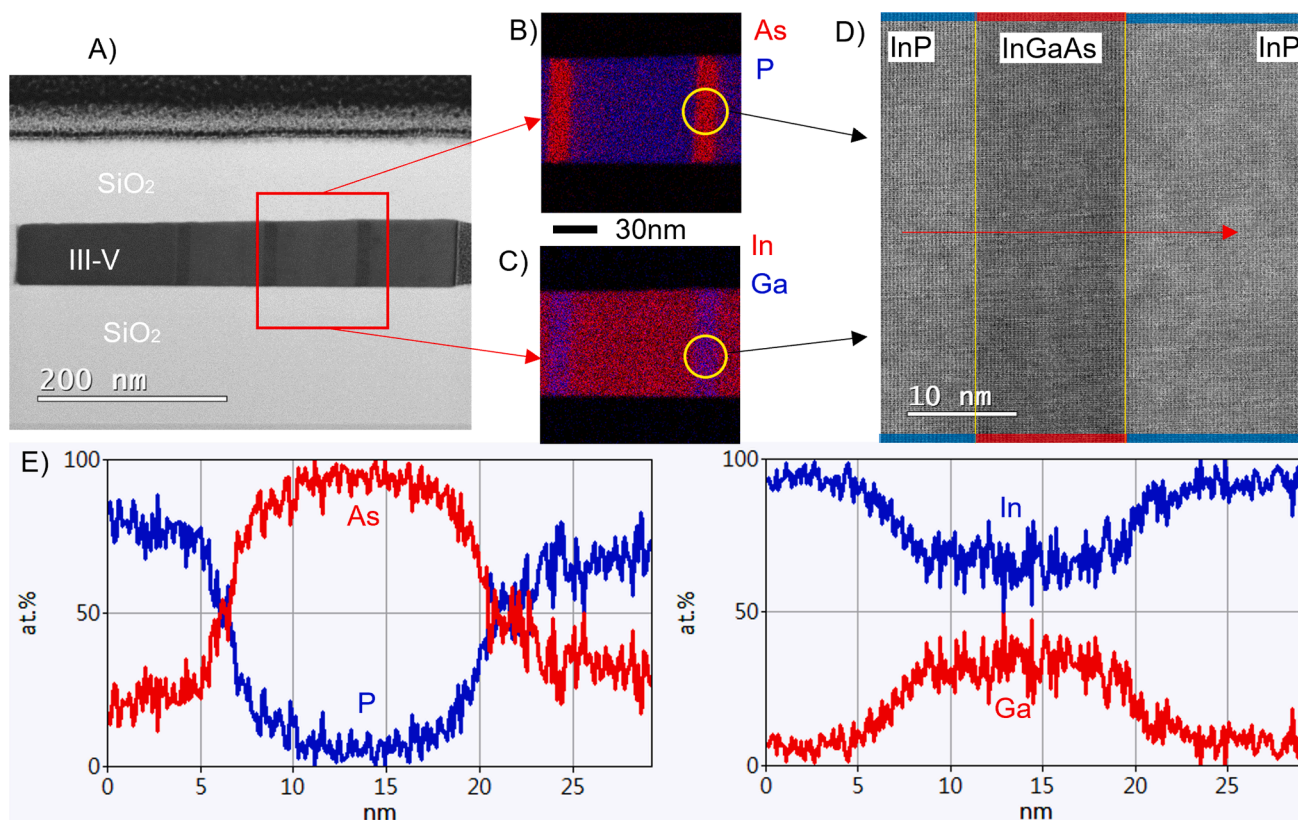 A)
SiO₂
III-V
SiO₂
200 nm
B)
As
P
30nm
C)
In
Ga
D)
InP
InGaAs
InP
10 nm
E)
100
50
0
at.%
As
P
0 5 10 15 20 25
nm
100
50
0
at.%
In
Ga
0 5 10 15 20 25
nm